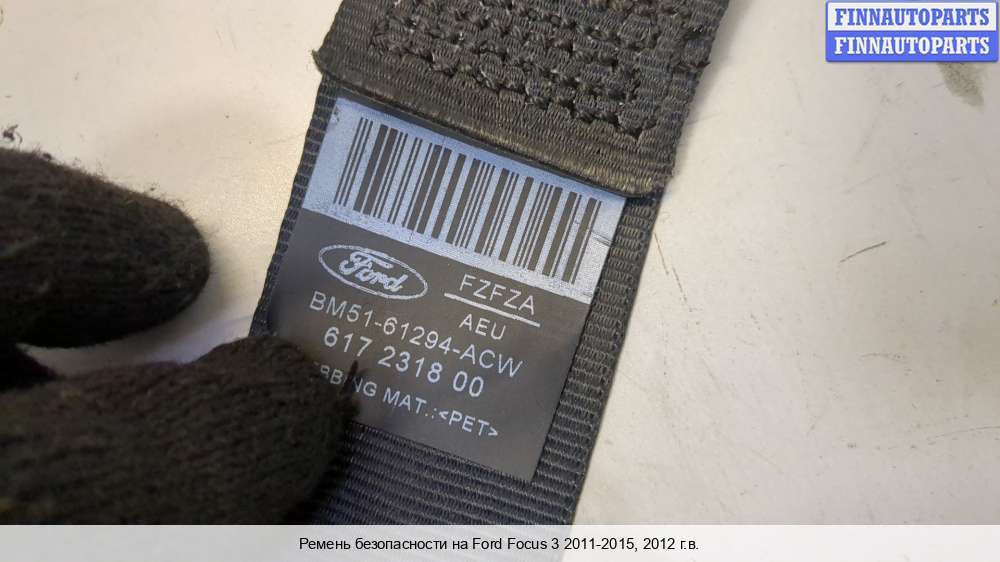 FINNAUTOPARTS
FINNAUTOPARTS
Ford
FZFZA
AEU
BM51-61294-ACW
617 2318 00
MAT.:<PET>
Ремень безопасности на Ford Focus 3 2011-2015, 2012 г.в.